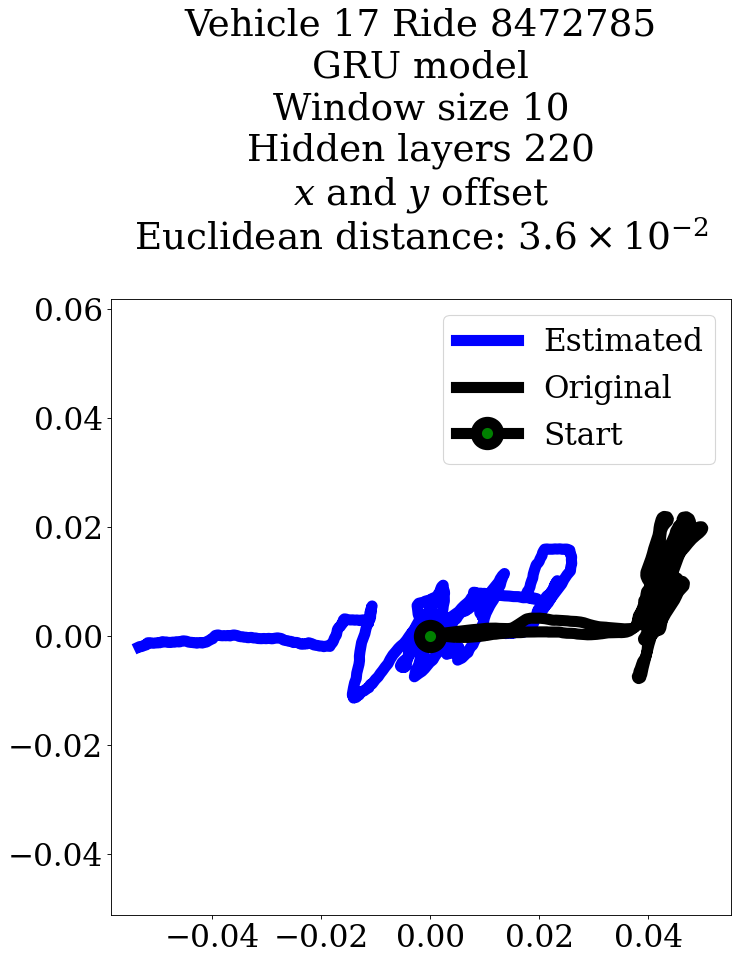 Vehicle 17 Ride 8472785
GRU model
Window size 10
Hidden layers 220
x and y offset
Euclidean distance: 3.6 × 10⁻²
0.06
0.04
0.02
0.00
−0.02
−0.04
Estimated
Original
Start
−0.04 −0.02 0.00 0.02 0.04